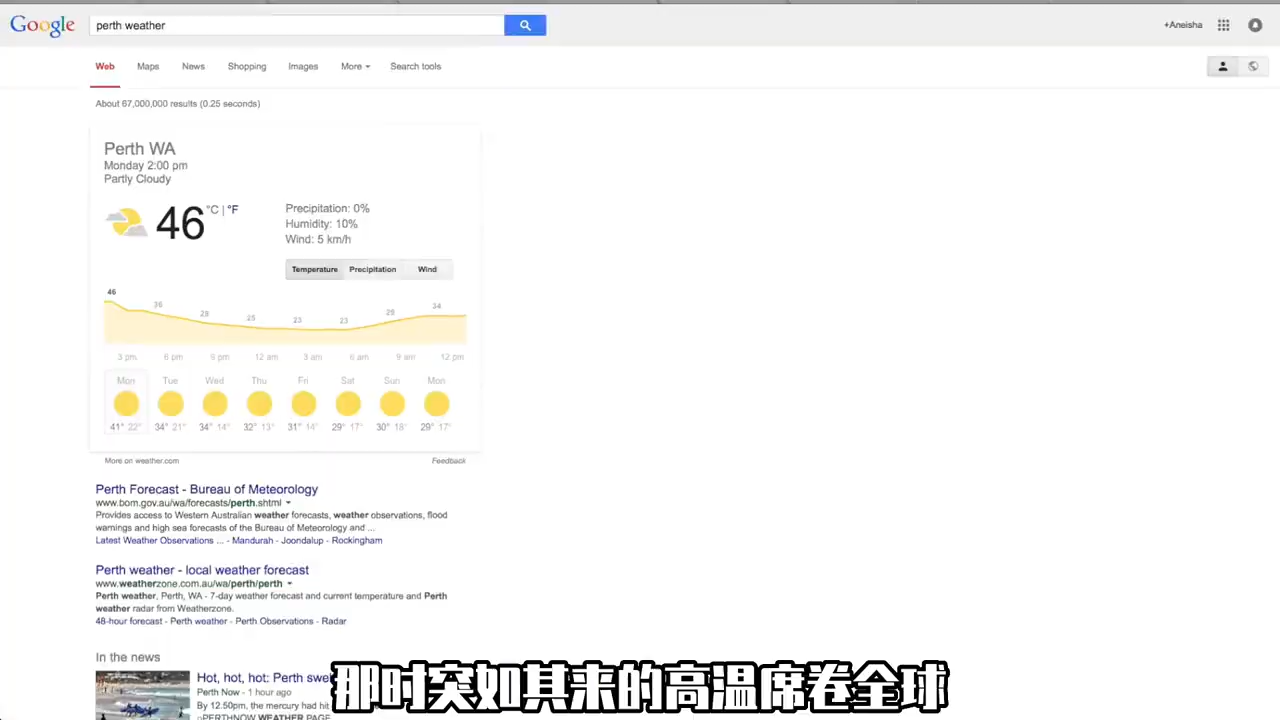 Google perth weather +Aneisha
Web Maps News Shopping Images More Search tools
About 67,000,000 results (0.25 seconds)
Perth WA
Monday 2:00 pm
Partly Cloudy
46 °C | °F
Precipitation: 0%
Humidity: 10%
Wind: 5 km/h
Temperature Precipitation Wind
46 36 28 25 23 23 29 34
3 pm 6 pm 9 pm 12 am 3 am 6 am 9 am 12 pm
Mon Tue Wed Thu Fri Sat Sun Mon
41° 22° 34° 21° 34° 14° 32° 13° 31° 14° 29° 17° 30° 18° 29° 17°
More on weather.com Feedback
Perth Forecast - Bureau of Meteorology
www.bom.gov.au/wa/forecasts/perth.shtml
Provides access to Western Australian weather forecasts, weather observations, flood
warnings and high sea forecasts of the Bureau of Meteorology and ...
Latest Weather Observations ... - Mandurah - Joondalup - Rockingham
Perth weather - local weather forecast
www.weatherzone.com.au/wa/perth/perth
Perth weather, Perth, WA - 7-day weather forecast and current temperature and Perth
weather radar from Weatherzone.
48-hour forecast - Perth weather - Perth Observations - Radar
In the news
Hot, hot, hot: Perth
Perth Now - 1 hour ago
By 12.50pm, the mercury had hit
PERTHNOW WEATHER PAGE
那时突如其来的高温席卷全球